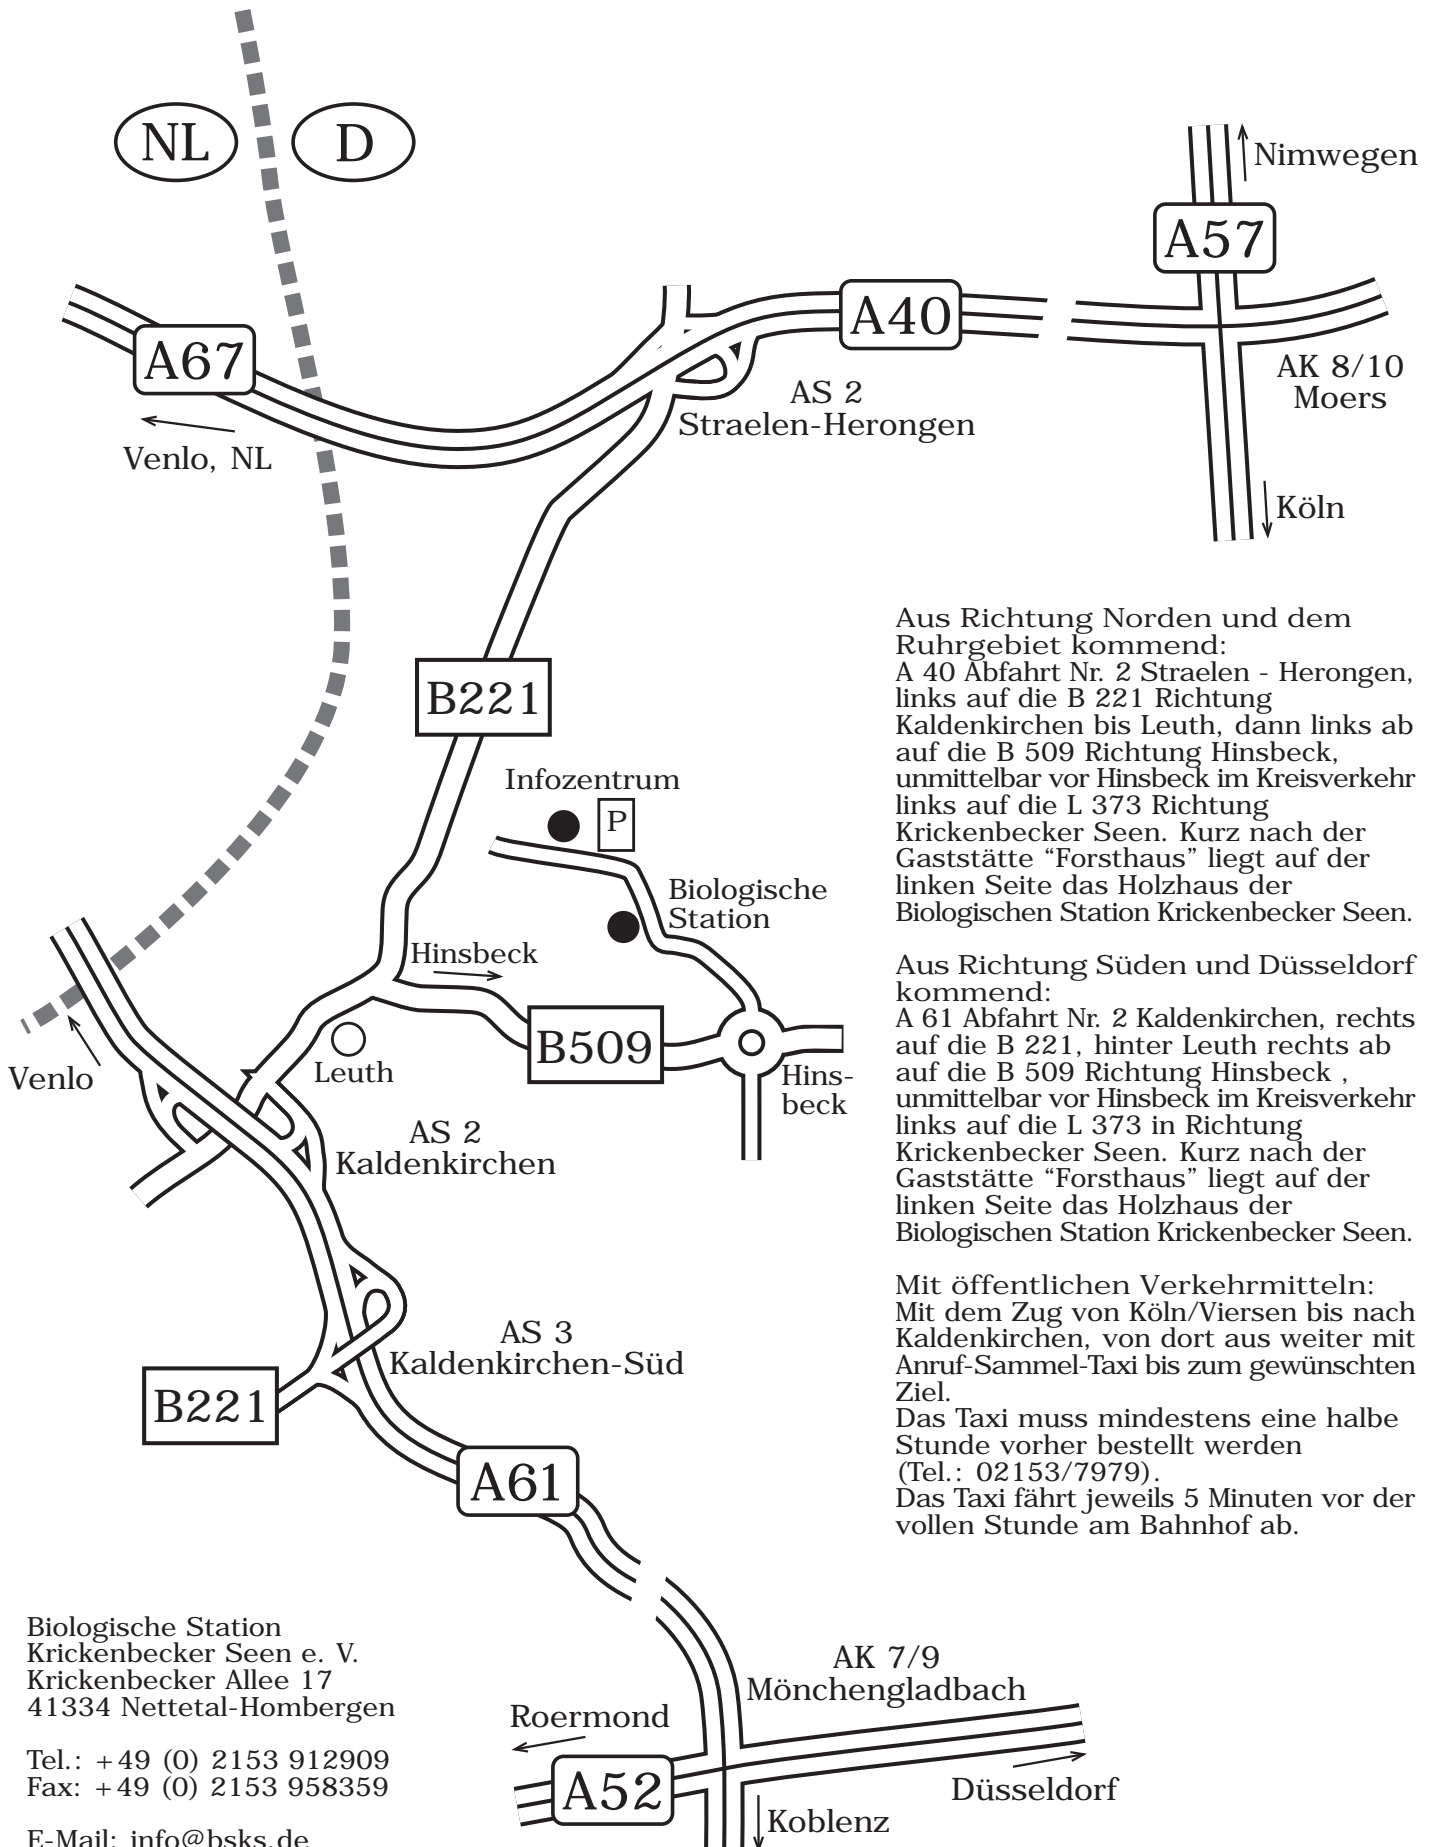 NL
D
Nimwegen
A57
A40
A67
AK 8/10
Moers
AS 2
Straelen-Herongen
Venlo, NL
Köln
Aus Richtung Norden und dem
Ruhrgebiet kommend:
A 40 Abfahrt Nr. 2 Straelen - Herongen,
links auf die B 221 Richtung
Kaldenkirchen bis Leuth, dann links ab
auf die B 509 Richtung Hinsbeck,
unmittelbar vor Hinsbeck im Kreisverkehr
links auf die L 373 Richtung
Krickenbecker Seen. Kurz nach der
Gaststätte “Forsthaus” liegt auf der
linken Seite das Holzhaus der
Biologischen Station Krickenbecker Seen.
Aus Richtung Süden und Düsseldorf
kommend:
A 61 Abfahrt Nr. 2 Kaldenkirchen, rechts
auf die B 221, hinter Leuth rechts ab
auf die B 509 Richtung Hinsbeck ,
unmittelbar vor Hinsbeck im Kreisverkehr
links auf die L 373 in Richtung
Krickenbecker Seen. Kurz nach der
Gaststätte “Forsthaus” liegt auf der
linken Seite das Holzhaus der
Biologischen Station Krickenbecker Seen.
Mit öffentlichen Verkehrmitteln:
Mit dem Zug von Köln/Viersen bis nach
Kaldenkirchen, von dort aus weiter mit
Anruf-Sammel-Taxi bis zum gewünschten
Ziel.
Das Taxi muss mindestens eine halbe
Stunde vorher bestellt werden
(Tel.: 02153/7979).
Das Taxi fährt jeweils 5 Minuten vor der
vollen Stunde am Bahnhof ab.
B221
Infozentrum
P
Biologische
Station
Hinsbeck
B509
Leuth
Venlo
Hins-
beck
AS 2
Kaldenkirchen
AS 3
Kaldenkirchen-Süd
B221
A61
Biologische Station
Krickenbecker Seen e. V.
Krickenbecker Allee 17
41334 Nettetal-Hombergen
Tel.: +49 (0) 2153 912909
Fax: +49 (0) 2153 958359
E-Mail: info@bsks.de
AK 7/9
Mönchengladbach
Roermond
A52
Düsseldorf
Koblenz